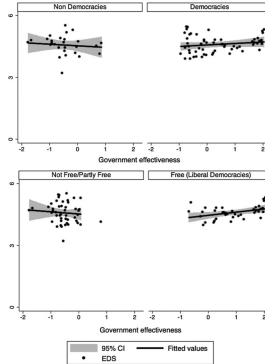 Non Democracies
Democracies
6
3
0
-2 -1 0 1 2
-2 -1 0 1 2
Government effectiveness
Not Free/Partly Free
Free (Liberal Democracies)
6
3
0
-2 -1 0 1 2
-2 -1 0 1 2
Government effectiveness
95% CI
Fitted values
EDS